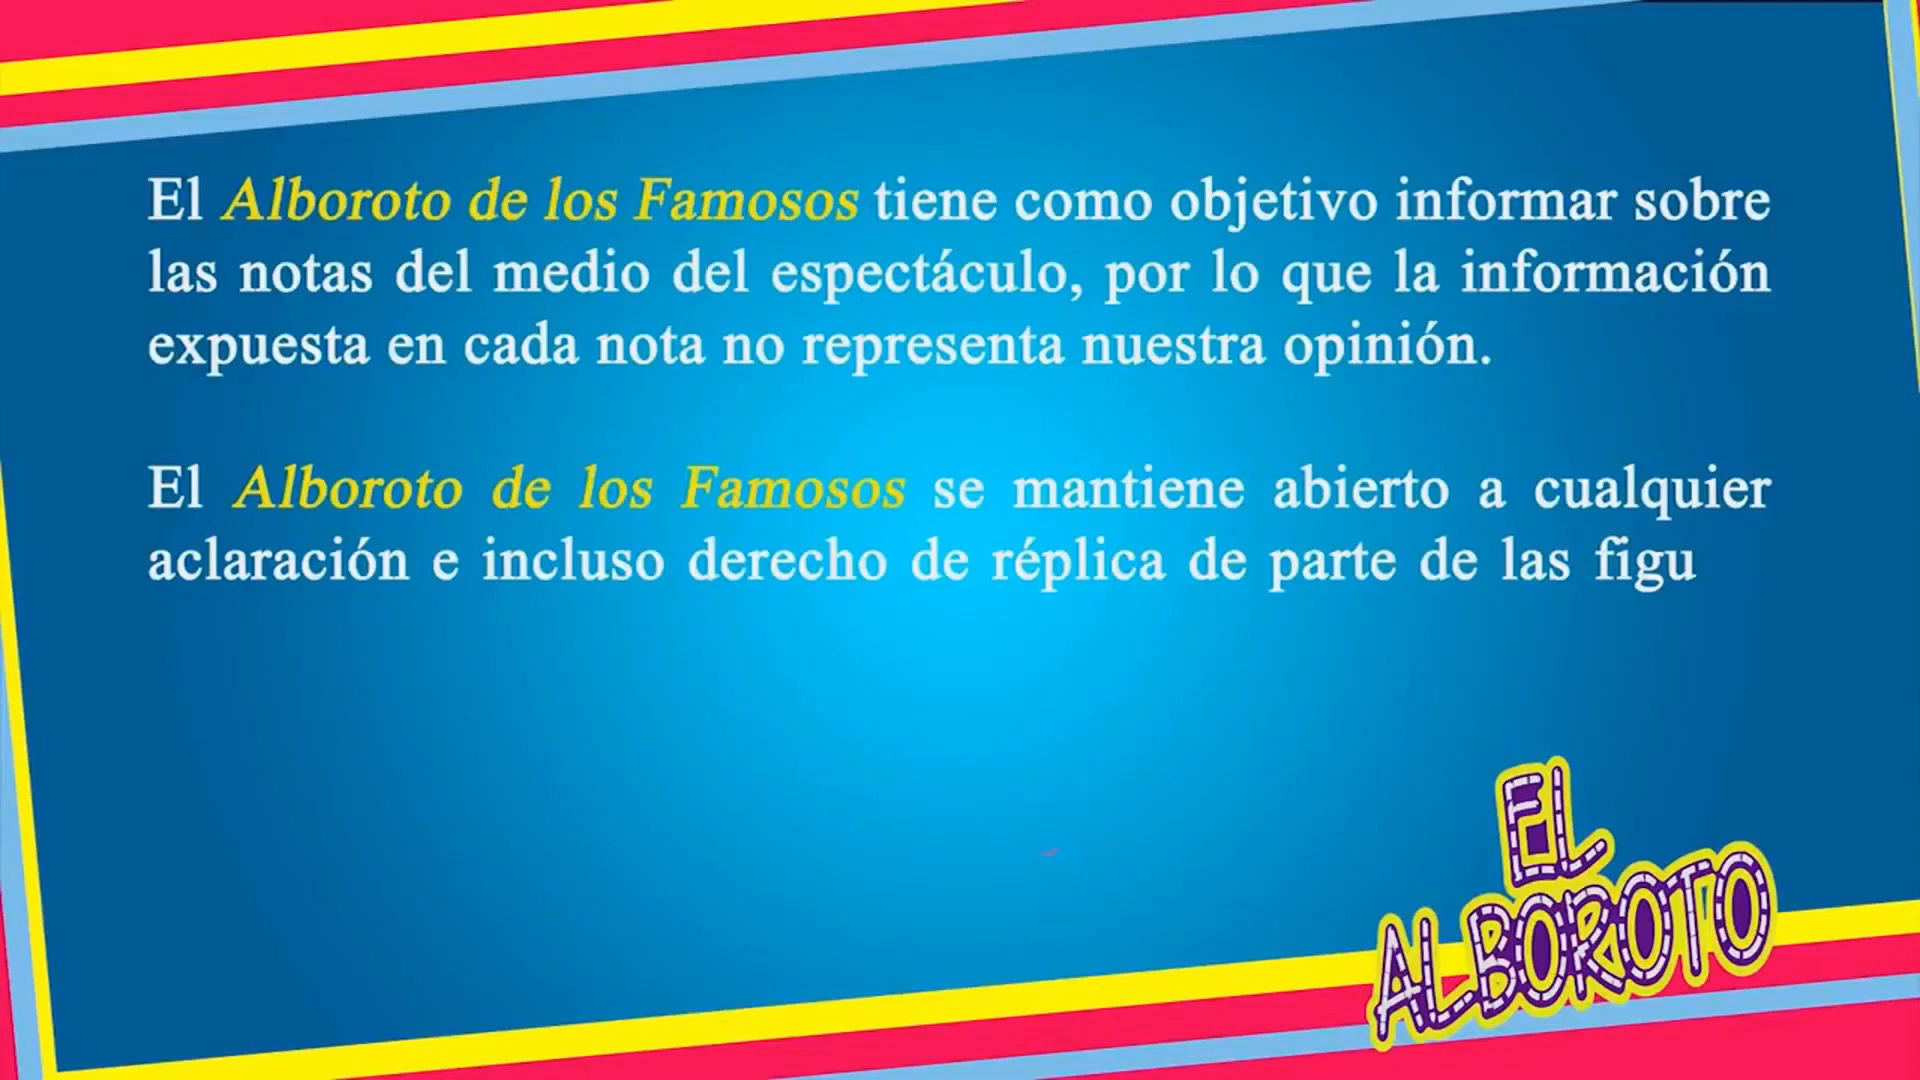 El Alboroto de los Famosos tiene como objetivo informar sobre
las notas del medio del espectáculo, por lo que la información
expuesta en cada nota no representa nuestra opinión.
El Alboroto de los Famosos se mantiene abierto a cualquier
aclaración e incluso derecho de réplica de parte de las figu
EL
ALBOROTO